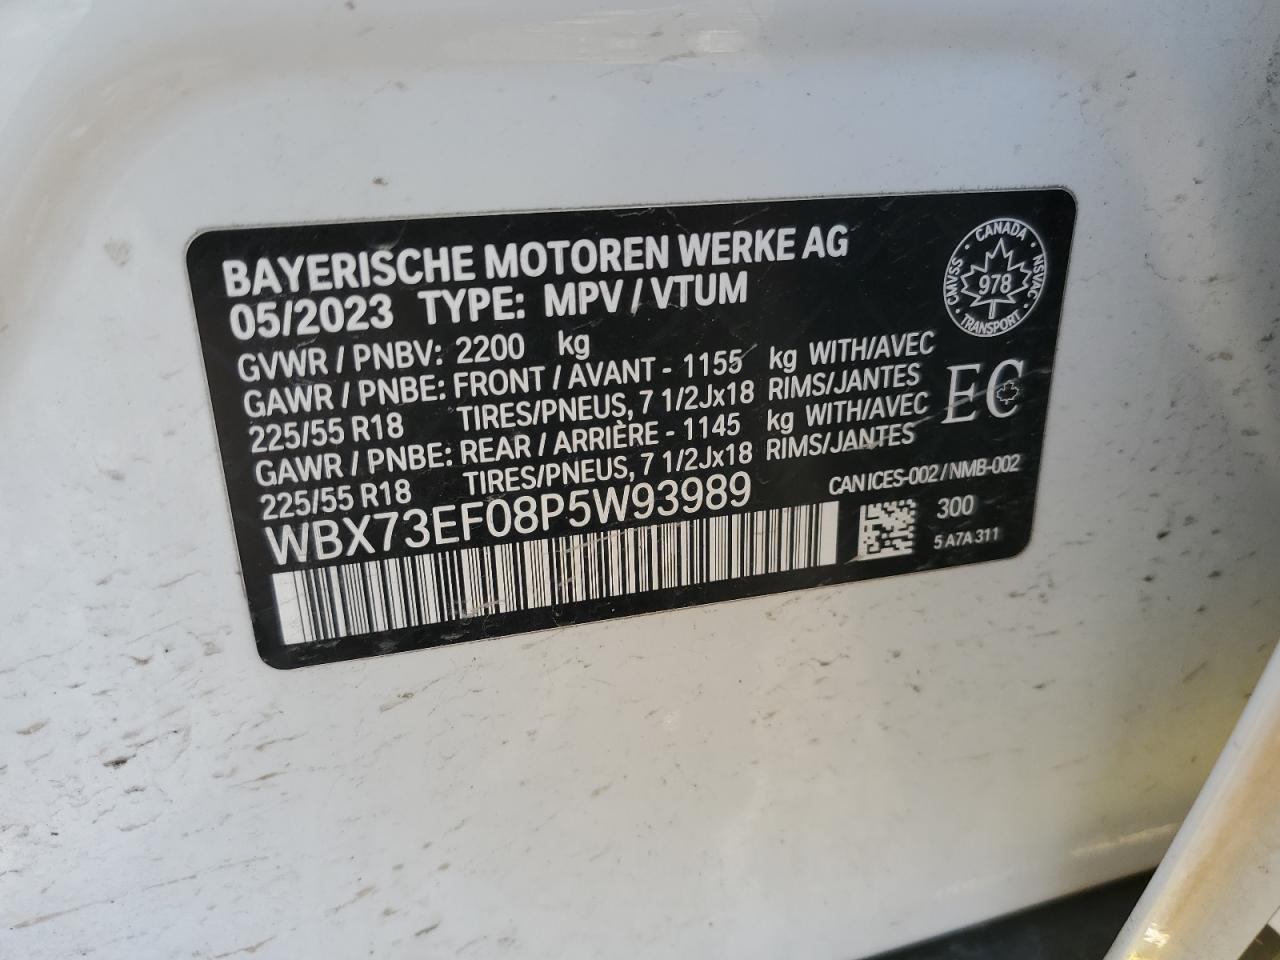 BAYERISCHE MOTOREN WERKE AG
05/2023 TYPE: MPV / VTUM
GVWR / PNBV: 2200 kg
GAWR / PNBE: FRONT / AVANT - 1155 kg WITH/AVEC
225/55 R18 TIRES/PNEUS, 7 1/2Jx18 RIMS/JANTES
GAWR / PNBE: REAR / ARRIÈRE - 1145 kg WITH/AVEC
225/55 R18 TIRES/PNEUS, 7 1/2Jx18 RIMS/JANTES
WBX73EF08P5W93989
CANADA
CMVSS 978 NSVAC
TRANSPORT
EC
CAN ICES-002 / NMB-002
300
5 A7A 311